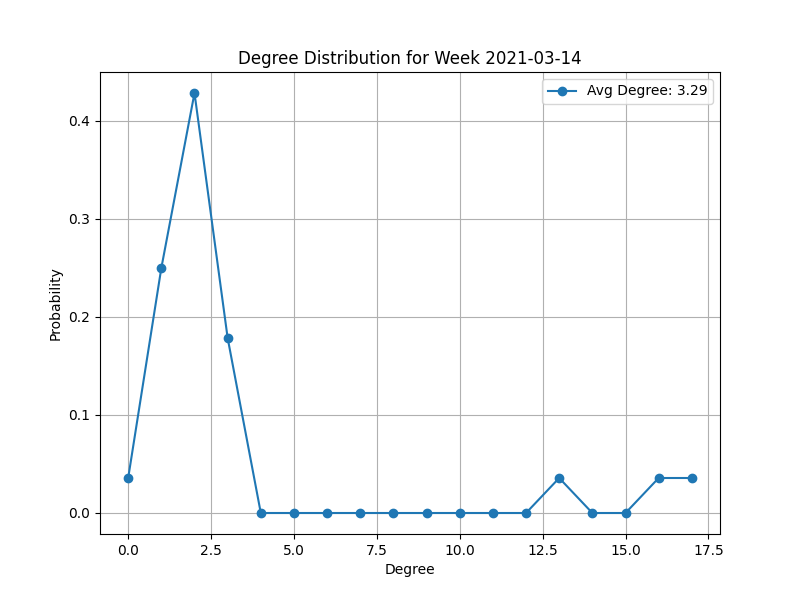 Degree Distribution for Week 2021-03-14
Avg Degree: 3.29
Probability
0.4
0.3
0.2
0.1
0.0
0.0 2.5 5.0 7.5 10.0 12.5 15.0 17.5
Degree